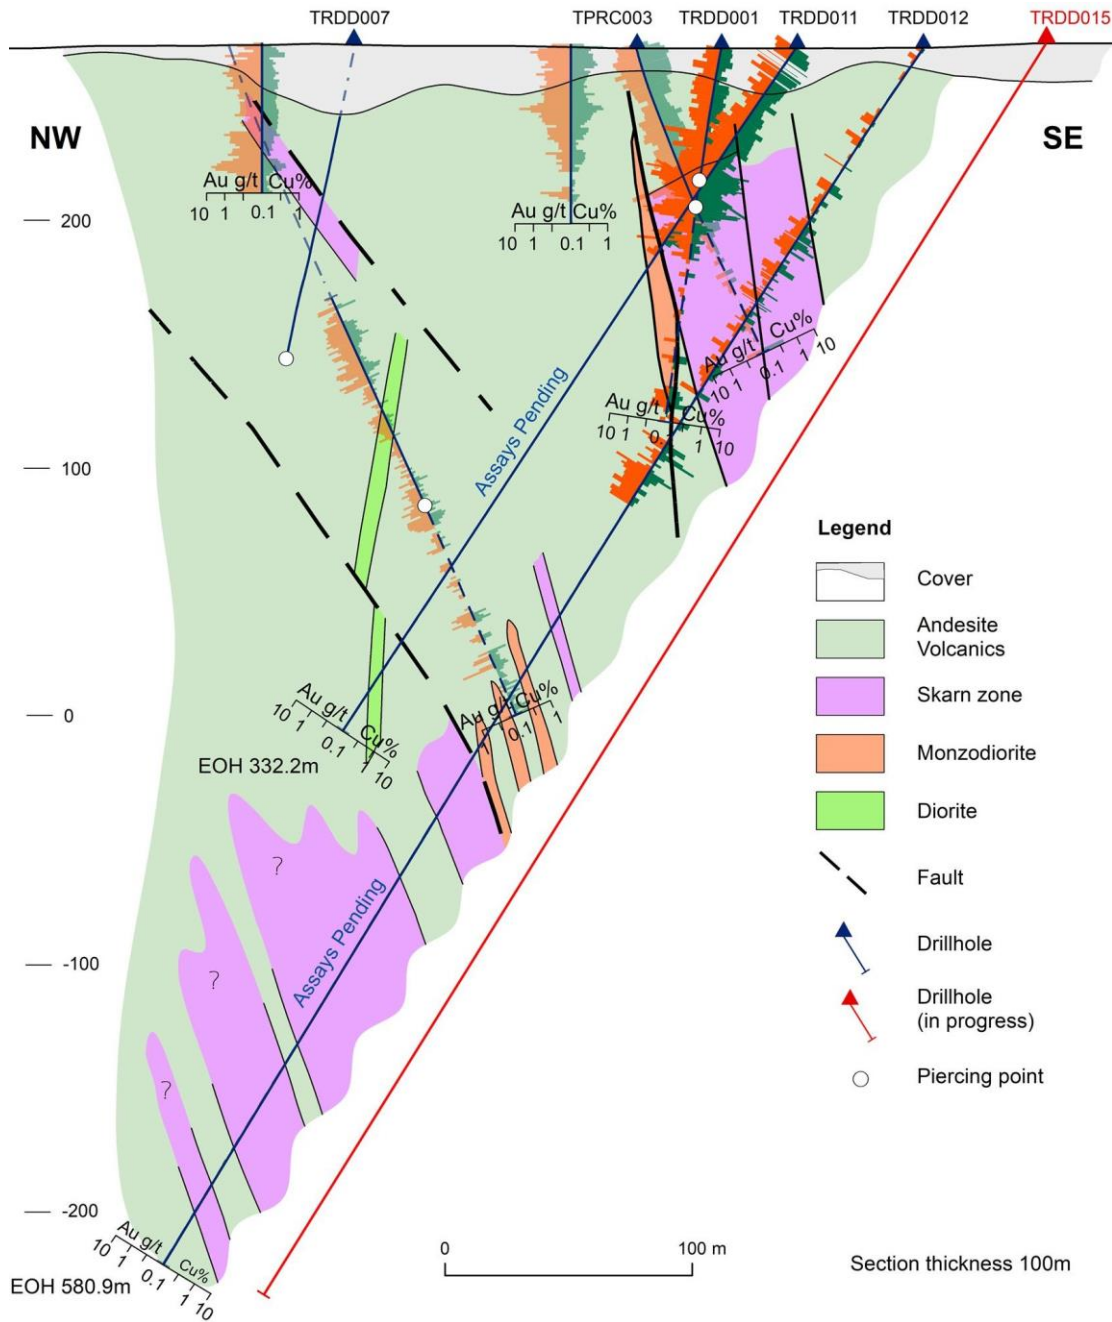 TRDD007
TPRC003
TRDD001
TRDD011
TRDD012
TRDD015
NW
SE
Au g/t Cu%
10 1 0.1 1
Au g/t Cu%
10 1 0.1 1
200
Au g/t Cu%
10 1 0.1 1 10
Au g/t Cu%
10 1 0.1 1 10
Assays Pending
100
0
Au g/t Cu%
10 1 0.1 1 10
Au g/t Cu%
1 0.1 1
EOH 332.2m
?
?
?
Assays Pending
-100
-200
Au g/t Cu%
10 1 0.1 1 10
EOH 580.9m
Legend
Cover
Andesite
Volcanics
Skarn zone
Monzodiorite
Diorite
Fault
Drillhole
Drillhole
(in progress)
Piercing point
0 100 m
Section thickness 100m